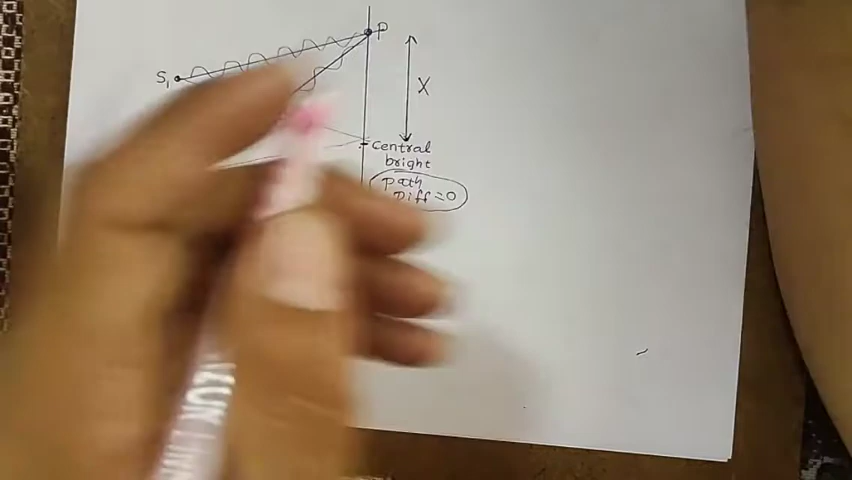 P
S₁
X
central
bright
Path
Diff=0